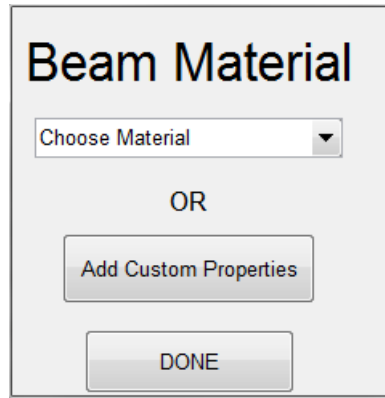 Beam Material
Choose Material
OR
Add Custom Properties
DONE